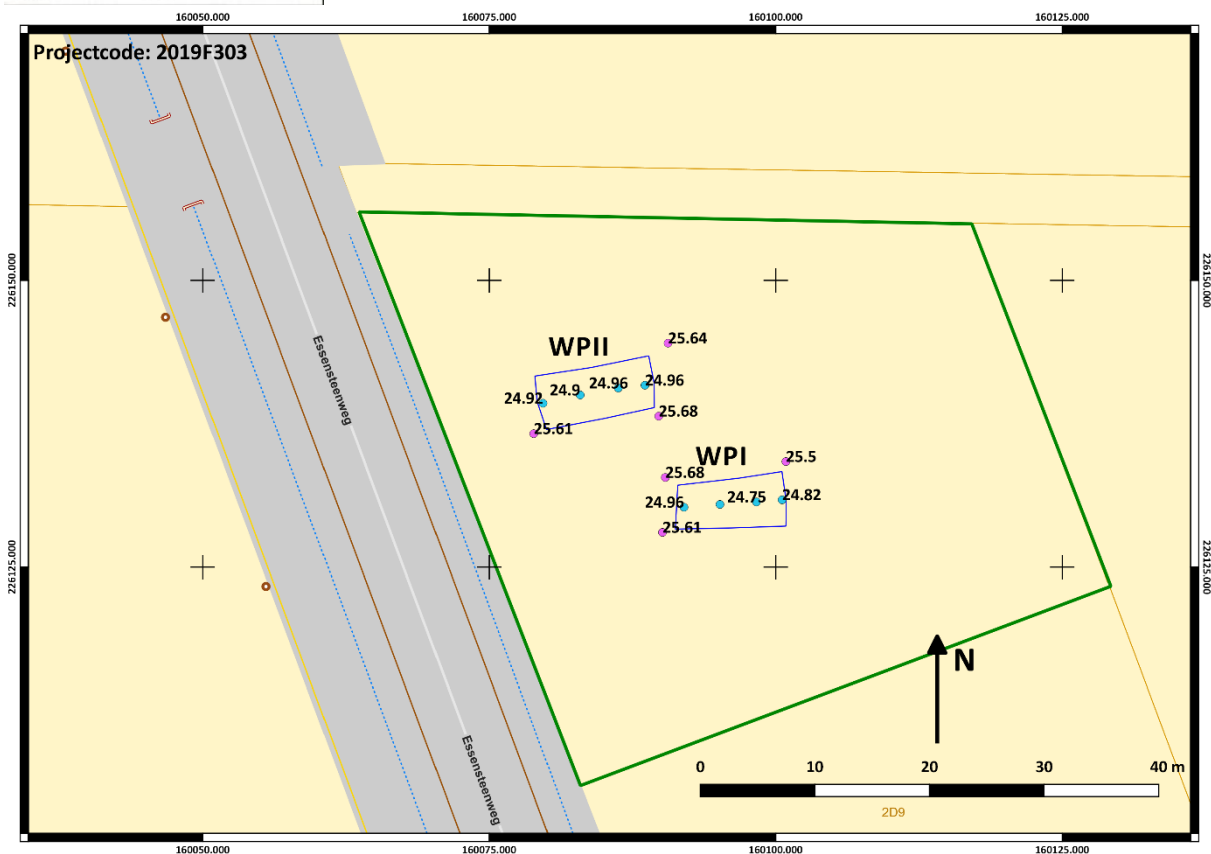 160050.000 160075.000 160100.000 160125.000
Projectcode: 2019F303
226150.000 226150.000
Essensteenweg
WPII
25.64
24.92 24.9 24.96 24.96
25.68
25.61
WPI
25.68 25.5
24.96 24.75 24.82
25.61
226125.000 226125.000
N
Essensteenweg
0 10 20 30 40 m
2D9
160050.000 160075.000 160100.000 160125.000